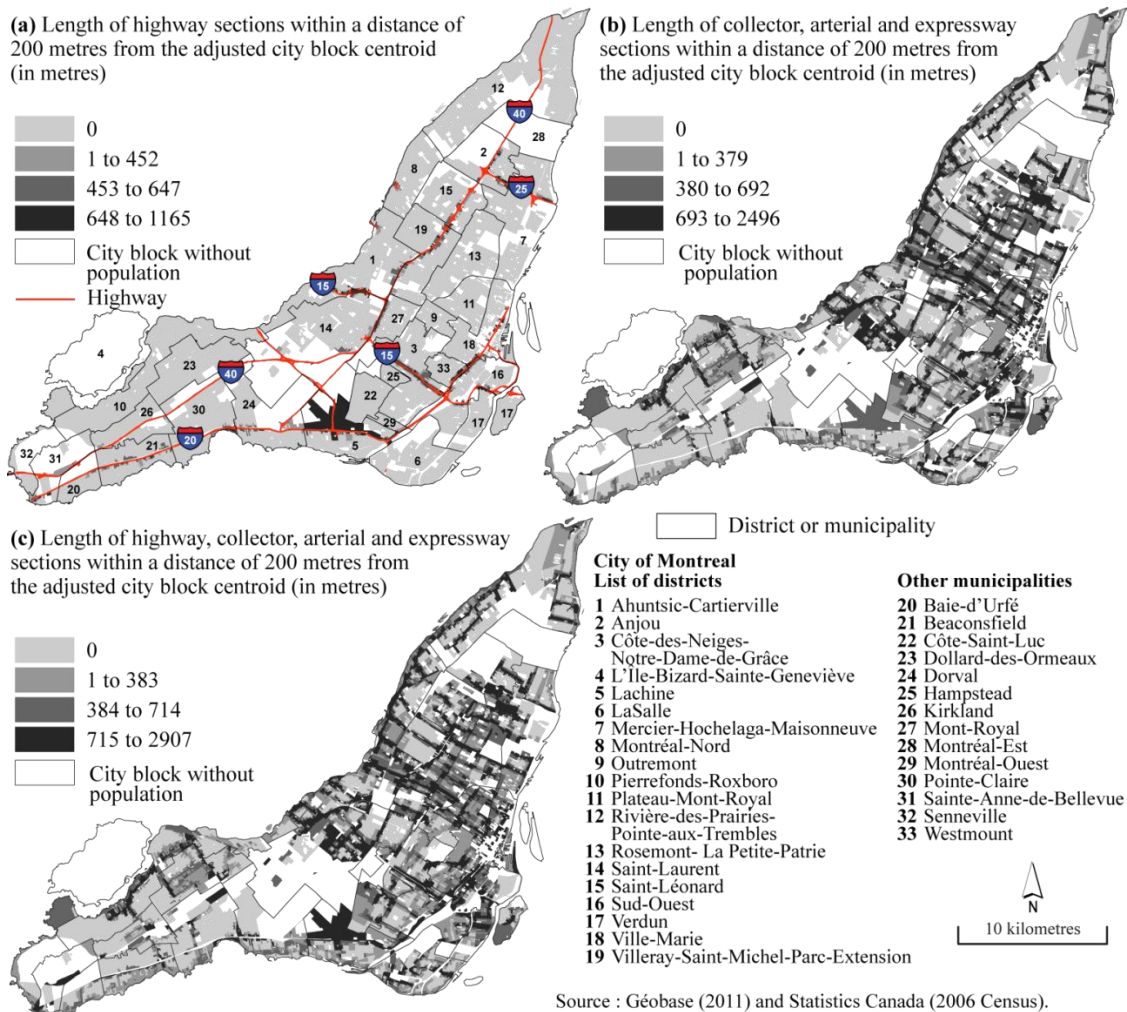 (a) Length of highway sections within a distance of
200 metres from the adjusted city block centroid
(in metres)
0
1 to 452
453 to 647
648 to 1165
City block without
population
Highway
12
40
28
2
8
15
25
19
7
1
13
15
11
27
9
14
18
4
15
3
23
33
16
40
25
22
17
10
24
26
30
29
20
21
5
6
32
31
20
(b) Length of collector, arterial and expressway
sections within a distance of 200 metres from
the adjusted city block centroid (in metres)
0
1 to 379
380 to 692
693 to 2496
City block without
population
(c) Length of highway, collector, arterial and expressway
sections within a distance of 200 metres from
the adjusted city block centroid (in metres)
0
1 to 383
384 to 714
715 to 2907
City block without
population
District or municipality
City of Montreal
List of districts
1 Ahuntsic-Cartierville
2 Anjou
3 Côte-des-Neiges-
Notre-Dame-de-Grâce
4 L'Île-Bizard-Sainte-Geneviève
5 Lachine
6 LaSalle
7 Mercier-Hochelaga-Maisonneuve
8 Montréal-Nord
9 Outremont
10 Pierrefonds-Roxboro
11 Plateau-Mont-Royal
12 Rivière-des-Prairies-
Pointe-aux-Trembles
13 Rosemont- La Petite-Patrie
14 Saint-Laurent
15 Saint-Léonard
16 Sud-Ouest
17 Verdun
18 Ville-Marie
19 Villeray-Saint-Michel-Parc-Extension
Other municipalities
20 Baie-d'Urfé
21 Beaconsfield
22 Côte-Saint-Luc
23 Dollard-des-Ormeaux
24 Dorval
25 Hampstead
26 Kirkland
27 Mont-Royal
28 Montréal-Est
29 Montréal-Ouest
30 Pointe-Claire
31 Sainte-Anne-de-Bellevue
32 Senneville
33 Westmount
N
10 kilometres
Source : Géobase (2011) and Statistics Canada (2006 Census).